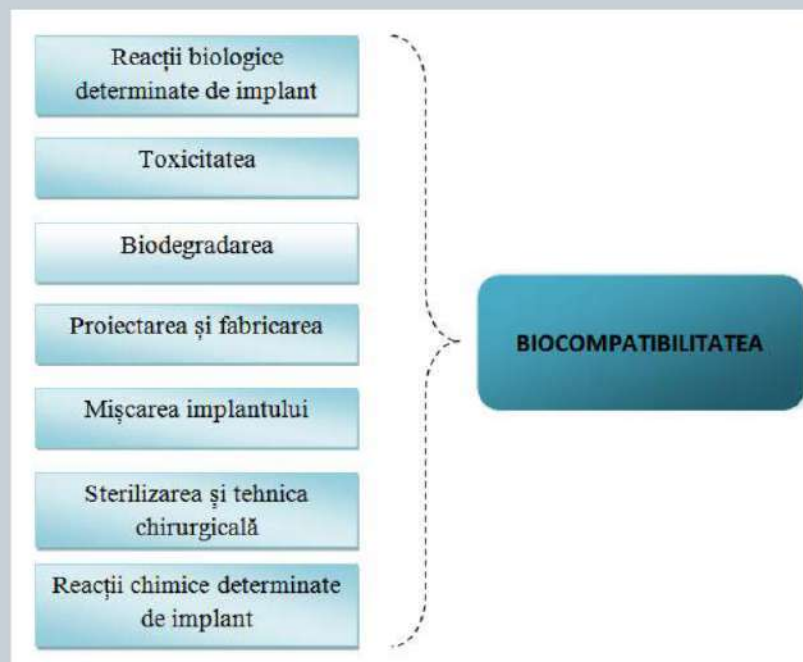 Reacții biologice
determinate de implant
Toxicitatea
Biodegradarea
Proiectarea și fabricarea
Mișcarea implantului
Sterilizarea și tehnica
chirurgicală
Reacții chimice determinate
de implant
BIOCOMPATIBILITATEA